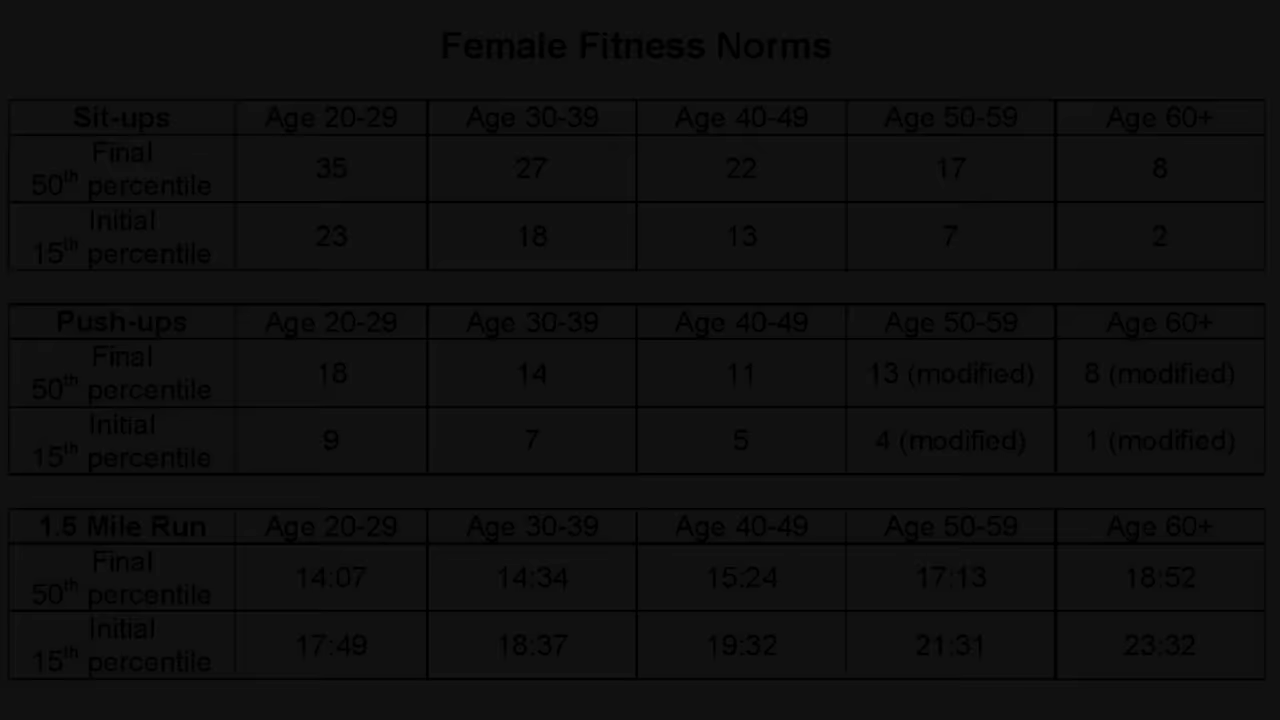 Female Fitness Norms
Sit-ups Age 20-29 Age 30-39 Age 40-49 Age 50-59 Age 60+
Final
50th percentile 35 27 22 17 8
Initial
15th percentile 23 18 13 7 2
Push-ups Age 20-29 Age 30-39 Age 40-49 Age 50-59 Age 60+
Final
50th percentile 18 14 11 13 (modified) 8 (modified)
Initial
15th percentile 9 7 5 4 (modified) 1 (modified)
1.5 Mile Run Age 20-29 Age 30-39 Age 40-49 Age 50-59 Age 60+
Final
50th percentile 14:07 14:34 15:24 17:13 18:52
Initial
15th percentile 17:49 18:37 19:32 21:31 23:32